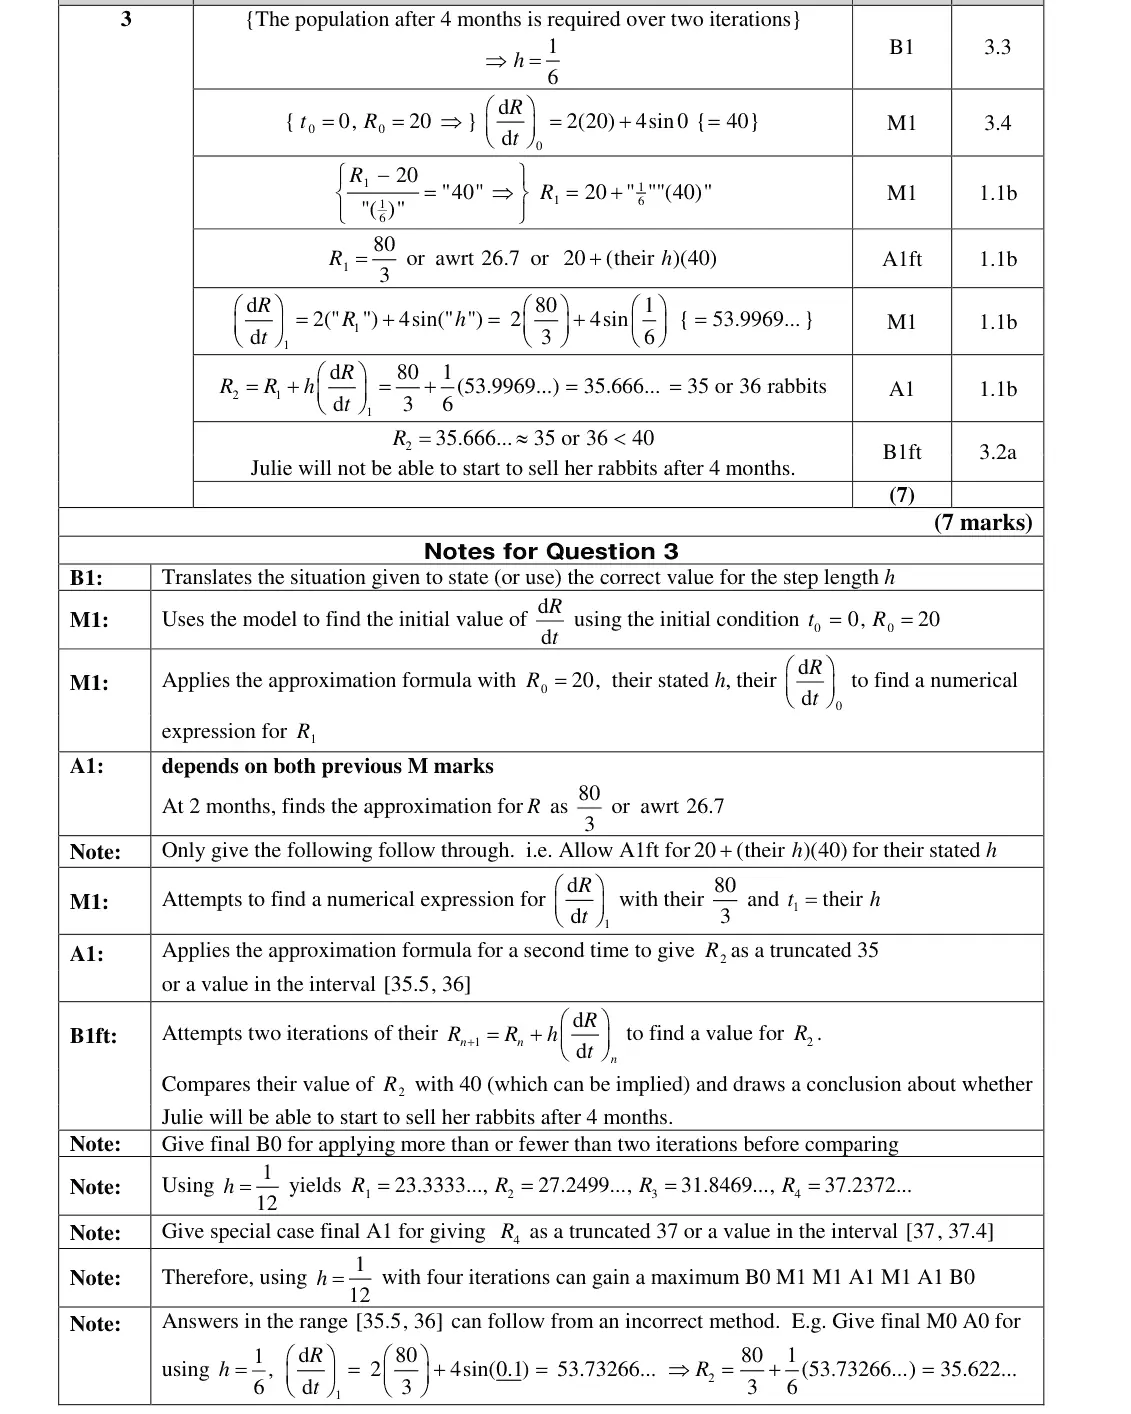 3
{The population after 4 months is required over two iterations}
⇒ h = 1/6
B1
3.3
{ t₀ = 0, R₀ = 20 ⇒ } (dR/dt)₀ = 2(20) + 4sin0 {= 40}
M1
3.4
{ (R₁ − 20)/"(1/6)" = "40" ⇒ } R₁ = 20 + "1/6""(40)"
M1
1.1b
R₁ = 80/3 or awrt 26.7 or 20 + (their h)(40)
A1ft
1.1b
(dR/dt)₁ = 2("R₁") + 4sin("h") = 2(80/3) + 4sin(1/6) { = 53.9969... }
M1
1.1b
R₂ = R₁ + h(dR/dt)₁ = 80/3 + 1/6(53.9969...) = 35.666... = 35 or 36 rabbits
A1
1.1b
R₂ = 35.666... ≈ 35 or 36 < 40
Julie will not be able to start to sell her rabbits after 4 months.
B1ft
3.2a
(7)
(7 marks)
Notes for Question 3
B1: Translates the situation given to state (or use) the correct value for the step length h
M1: Uses the model to find the initial value of dR/dt using the initial condition t₀ = 0, R₀ = 20
M1: Applies the approximation formula with R₀ = 20, their stated h, their (dR/dt)₀ to find a numerical
expression for R₁
A1: depends on both previous M marks
At 2 months, finds the approximation for R as 80/3 or awrt 26.7
Note: Only give the following follow through. i.e. Allow A1ft for 20 + (their h)(40) for their stated h
M1: Attempts to find a numerical expression for (dR/dt)₁ with their 80/3 and t₁ = their h
A1: Applies the approximation formula for a second time to give R₂ as a truncated 35
or a value in the interval [35.5, 36]
B1ft: Attempts two iterations of their Rₙ₊₁ = Rₙ + h(dR/dt)ₙ to find a value for R₂.
Compares their value of R₂ with 40 (which can be implied) and draws a conclusion about whether
Julie will be able to start to sell her rabbits after 4 months.
Note: Give final B0 for applying more than or fewer than two iterations before comparing
Note: Using h = 1/12 yields R₁ = 23.3333..., R₂ = 27.2499..., R₃ = 31.8469..., R₄ = 37.2372...
Note: Give special case final A1 for giving R₄ as a truncated 37 or a value in the interval [37, 37.4]
Note: Therefore, using h = 1/12 with four iterations can gain a maximum B0 M1 M1 A1 M1 A1 B0
Note: Answers in the range [35.5, 36] can follow from an incorrect method. E.g. Give final M0 A0 for
using h = 1/6, (dR/dt)₁ = 2(80/3) + 4sin(0.1) = 53.73266... ⇒ R₂ = 80/3 + 1/6(53.73266...) = 35.622...